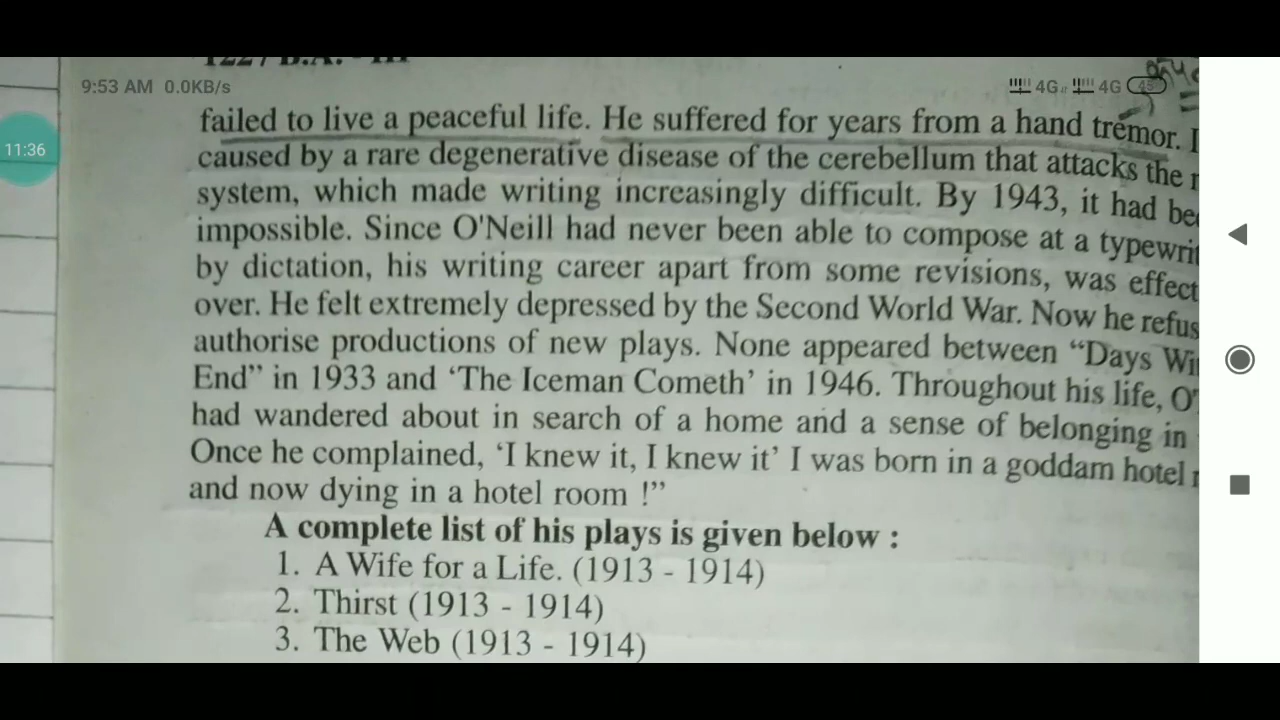 1227 B.A. - III
9:53 AM 0.0KB/s 4G 4G 45
11:36
failed to live a peaceful life. He suffered for years from a hand tremor.
caused by a rare degenerative disease of the cerebellum that attacks the
system, which made writing increasingly difficult. By 1943, it had
impossible. Since O'Neill had never been able to compose at a
by dictation, his writing career apart from some revisions, was
over. He felt extremely depressed by the Second World War. Now he
authorise productions of new plays. None appeared between “Days
End” in 1933 and ‘The Iceman Cometh’ in 1946. Throughout his life,
had wandered about in search of a home and a sense of belonging in
Once he complained, ‘I knew it, I knew it’ I was born in a goddam hotel
and now dying in a hotel room !”
A complete list of his plays is given below :
1. A Wife for a Life. (1913 - 1914)
2. Thirst (1913 - 1914)
3. The Web (1913 - 1914)